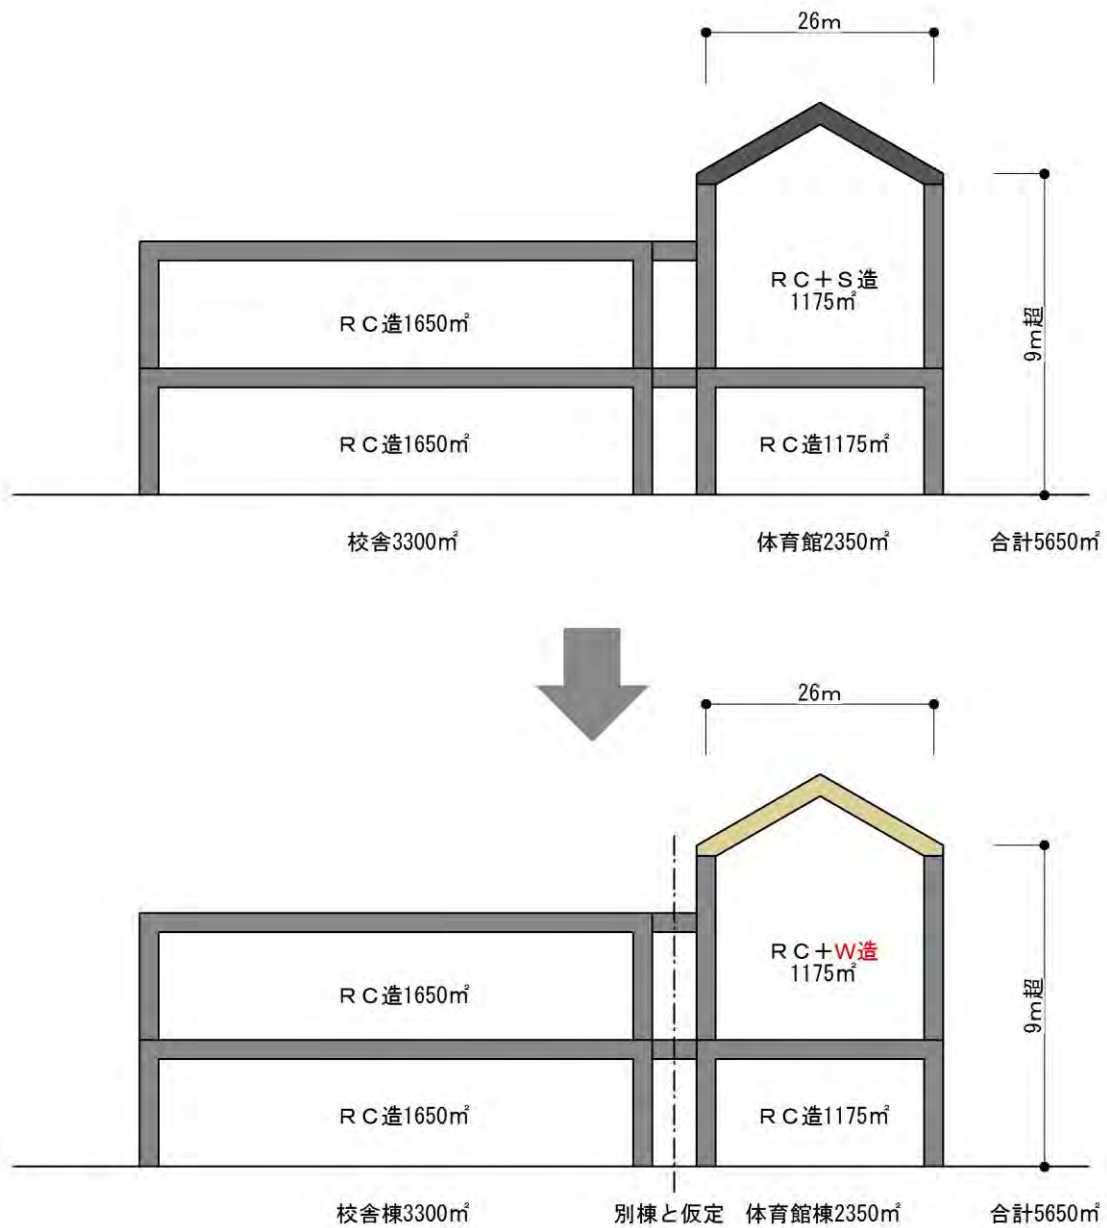 26m
RC+S造
1175㎡
9m超
RC造1650㎡
RC造1650㎡
RC造1175㎡
校舎3300㎡
体育館2350㎡
合計5650㎡
26m
RC+W造
1175㎡
9m超
RC造1650㎡
RC造1650㎡
RC造1175㎡
校舎棟3300㎡
別棟と仮定
体育館棟2350㎡
合計5650㎡